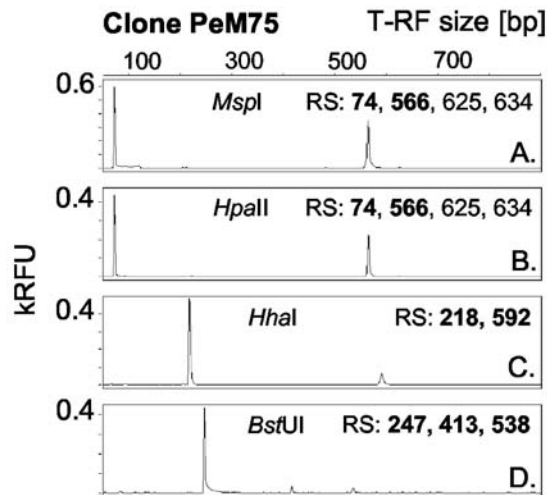 Clone PeM75 T-RF size [bp]
100 300 500 700
0.6
MspI RS: 74, 566, 625, 634
A.
0.4
HpaII RS: 74, 566, 625, 634
B.
kRFU
0.4
HhaI RS: 218, 592
C.
0.4
BstUI RS: 247, 413, 538
D.